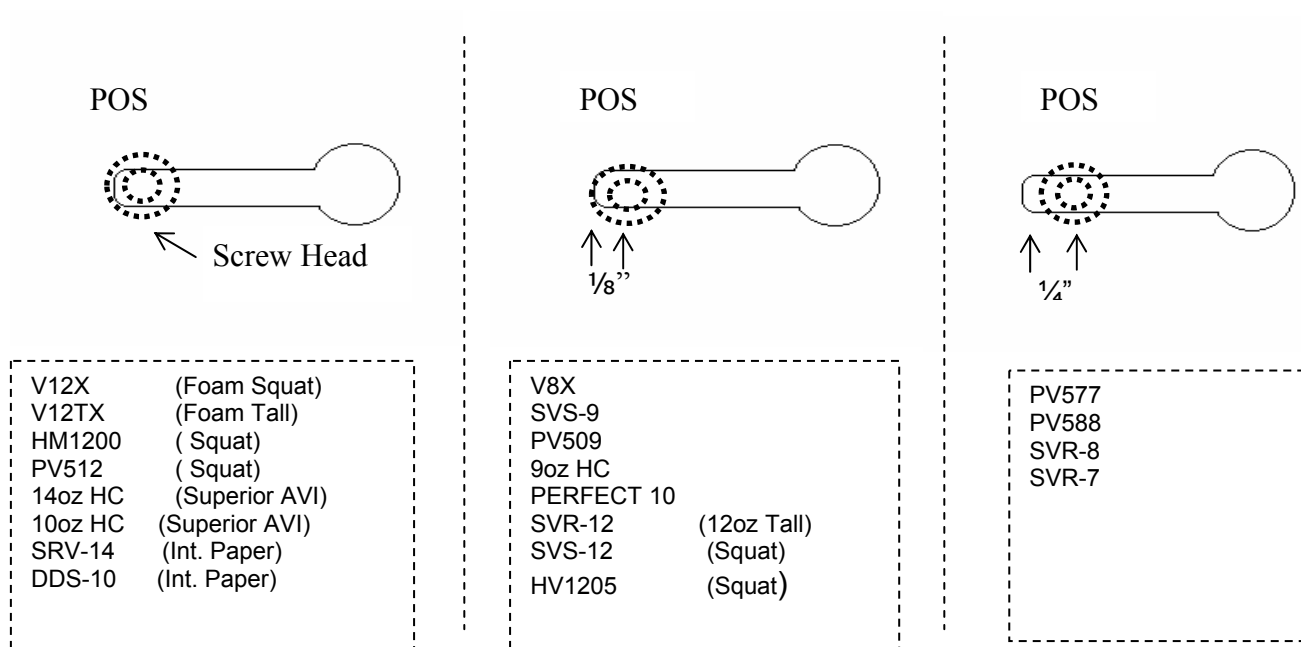 POS
Screw Head
V12X (Foam Squat)
V12TX (Foam Tall)
HM1200 ( Squat)
PV512 ( Squat)
14oz HC (Superior AVI)
10oz HC (Superior AVI)
SRV-14 (Int. Paper)
DDS-10 (Int. Paper)
POS
⅛”
V8X
SVS-9
PV509
9oz HC
PERFECT 10
SVR-12 (12oz Tall)
SVS-12 (Squat)
HV1205 (Squat)
POS
¼”
PV577
PV588
SVR-8
SVR-7